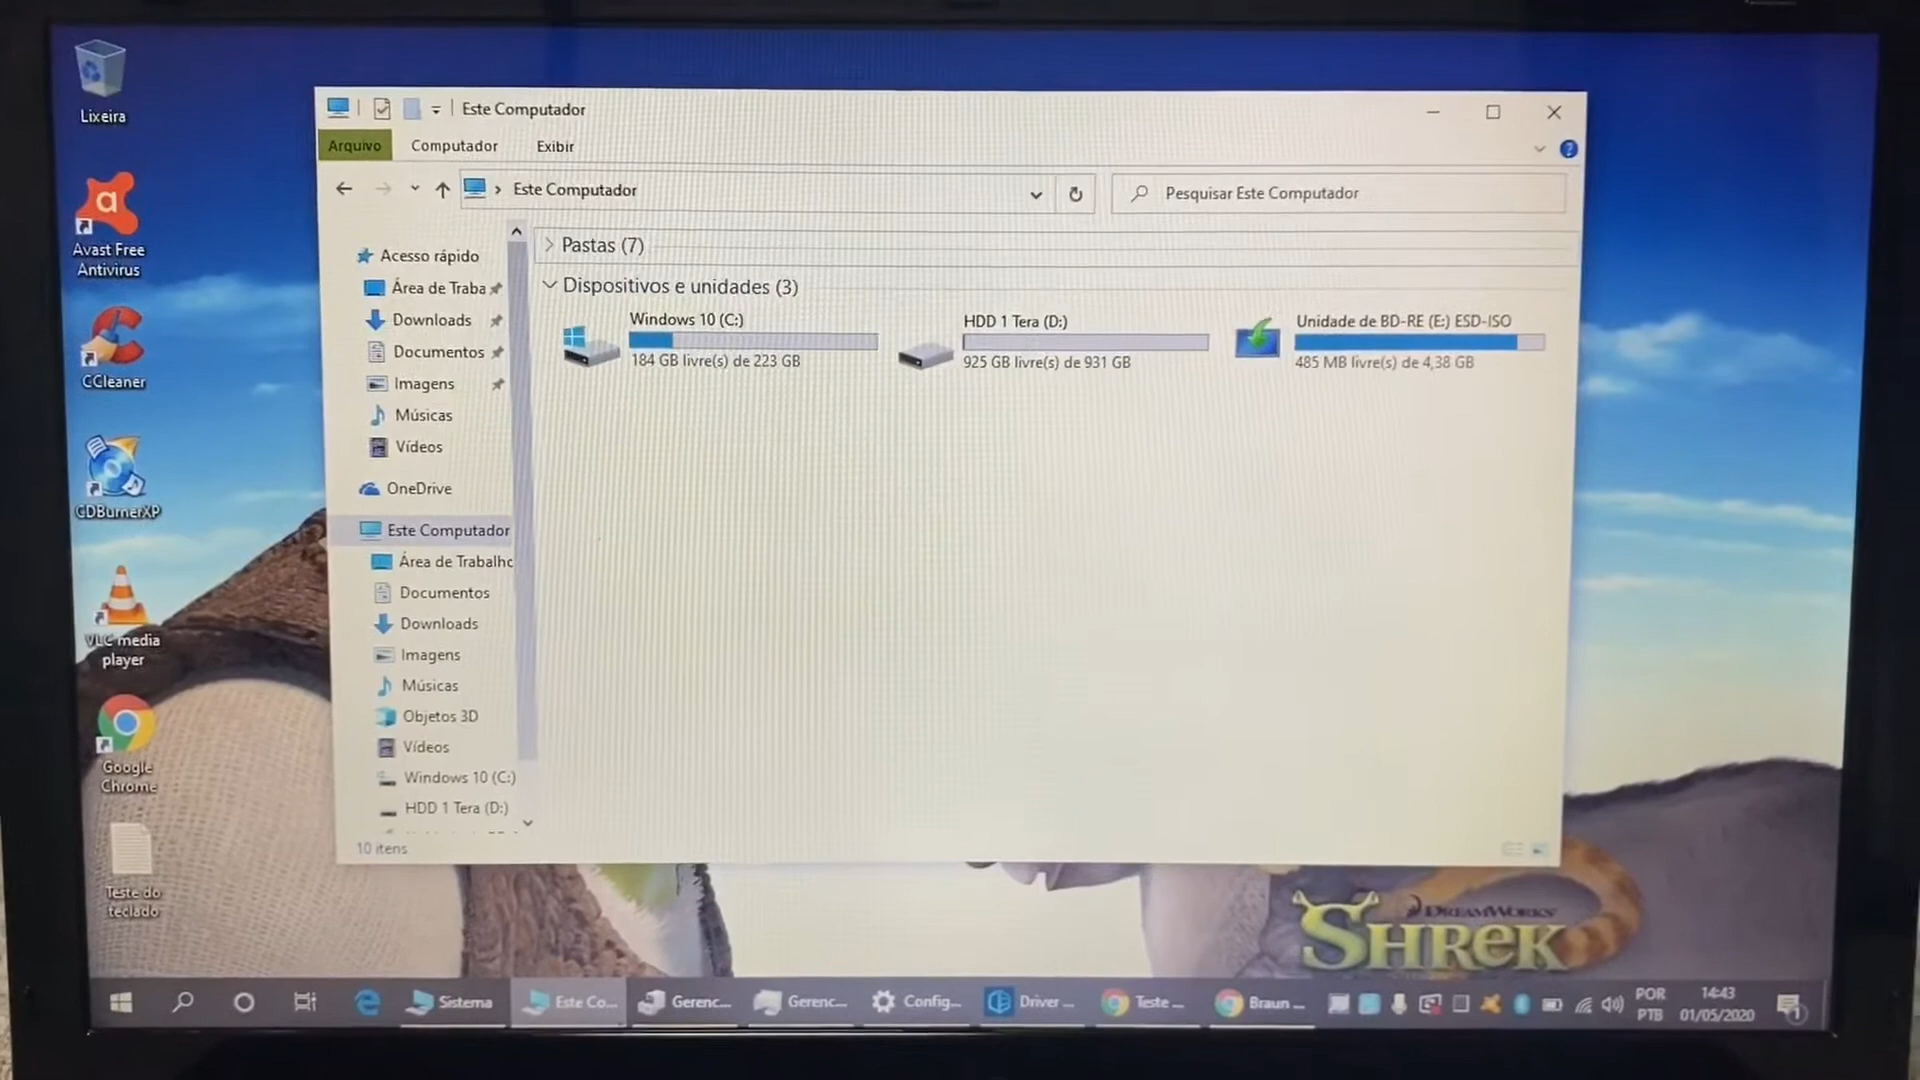 Lixeira
Avast Free
Antivirus
CCleaner
CDBurnerXP
VLC media
player
Google
Chrome
Teste do
teclado
Este Computador
Arquivo
Computador
Exibir
Este Computador
Pesquisar Este Computador
Acesso rápido
Área de Traba
Downloads
Documentos
Imagens
Músicas
Vídeos
OneDrive
Este Computador
Área de Trabalho
Documentos
Downloads
Imagens
Músicas
Objetos 3D
Vídeos
Windows 10 (C:)
HDD 1 Tera (D:)
10 itens
Pastas (7)
Dispositivos e unidades (3)
Windows 10 (C:)
184 GB livre(s) de 223 GB
HDD 1 Tera (D:)
925 GB livre(s) de 931 GB
Unidade de BD-RE (E:) ESD-ISO
485 MB livre(s) de 4,38 GB
DREAMWORKS
SHREK
Sistema
Este Co...
Gerenc...
Gerenc...
Config...
Driver ...
Teste ...
Braun ...
POR
PTB
14:43
01/05/2020
1